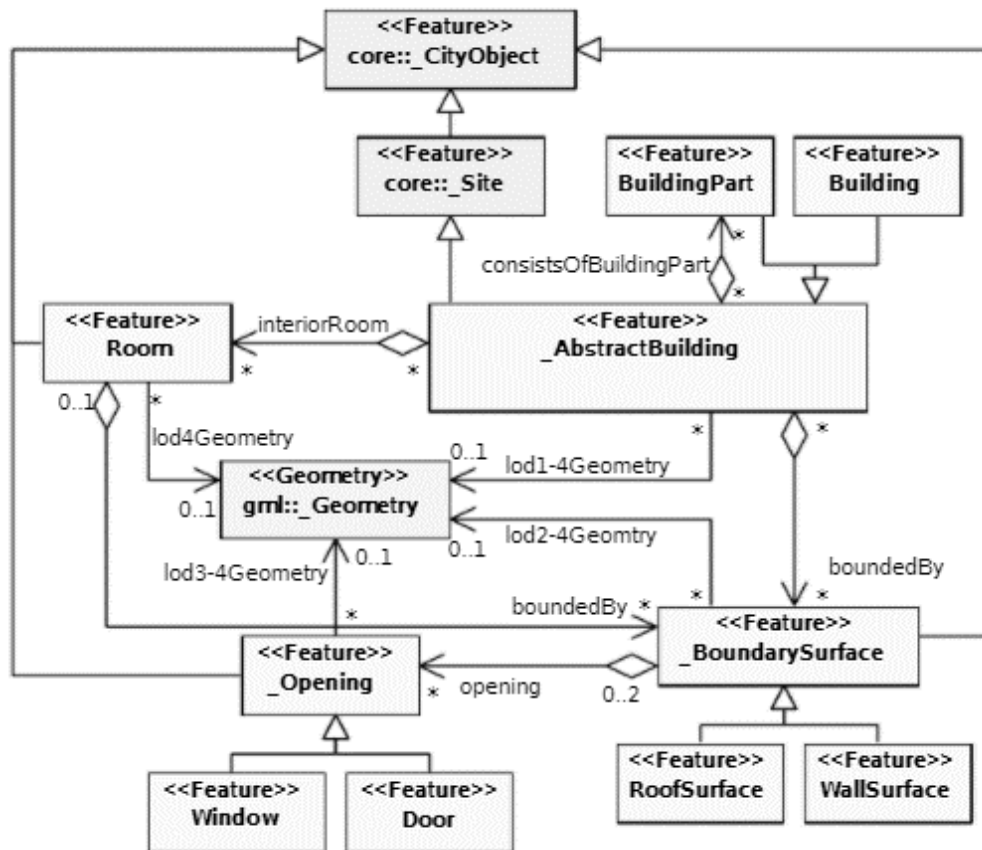 <<Feature>>
core::_CityObject
<<Feature>>
core::_Site
<<Feature>>
BuildingPart
<<Feature>>
Building
*
consistsOfBuildingPart
*
<<Feature>>
Room
interiorRoom
*
*
<<Feature>>
_AbstractBuilding
0..1
*
lod4Geometry
0..1
<<Geometry>>
gml::_Geometry
0..1
lod1-4Geometry
*
*
0..1
lod2-4Geomtry
*
boundedBy
*
lod3-4Geometry
0..1
*
boundedBy
*
<<Feature>>
_Opening
*
opening
0..2
<<Feature>>
_BoundarySurface
<<Feature>>
Window
<<Feature>>
Door
<<Feature>>
RoofSurface
<<Feature>>
WallSurface